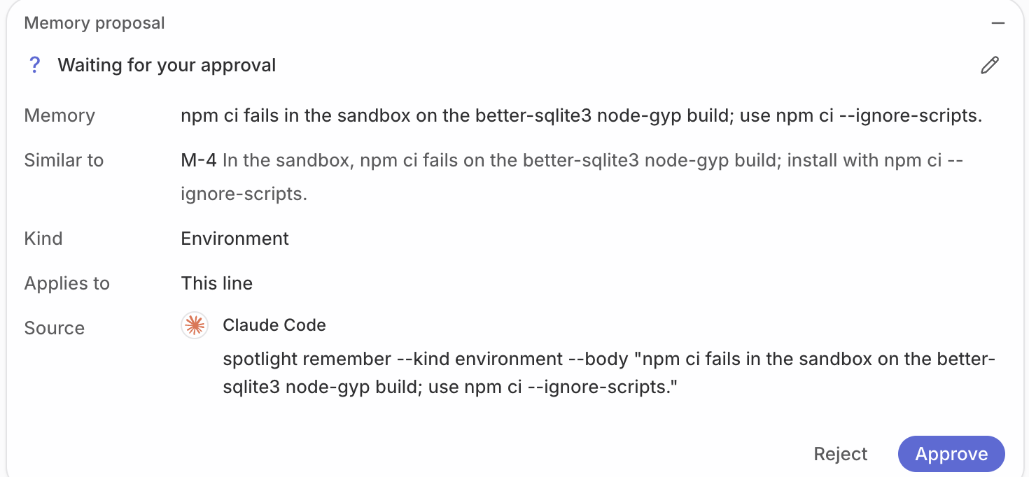 Memory proposal
? Waiting for your approval
Memory npm ci fails in the sandbox on the better-sqlite3 node-gyp build; use npm ci --ignore-scripts.
Similar to M-4 In the sandbox, npm ci fails on the better-sqlite3 node-gyp build; install with npm ci --
ignore-scripts.
Kind Environment
Applies to This line
Source Claude Code
spotlight remember --kind environment --body "npm ci fails in the sandbox on the better-
sqlite3 node-gyp build; use npm ci --ignore-scripts."
Reject Approve